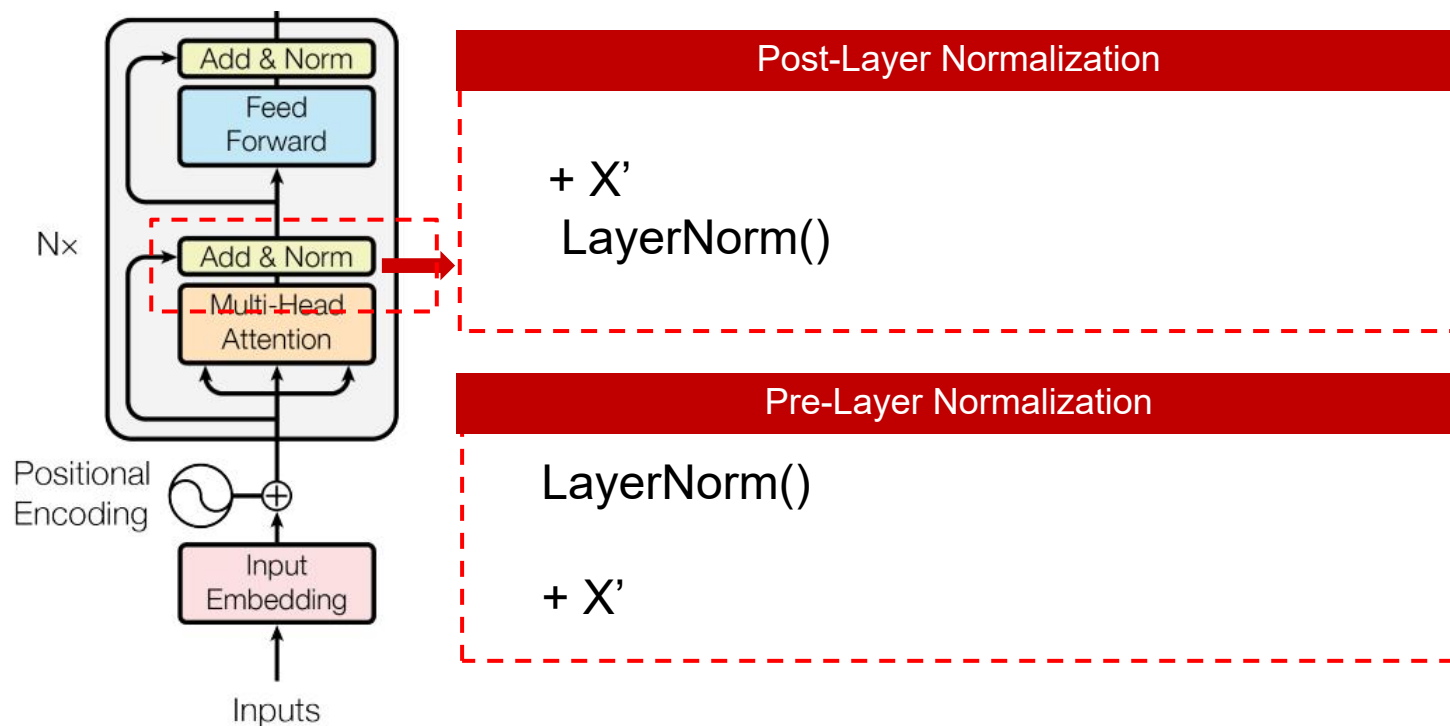 Add & Norm
Feed
Forward
N×
Add & Norm
Multi-Head
Attention
Positional
Encoding
Input
Embedding
Inputs
Post-Layer Normalization
+ X’
LayerNorm()
Pre-Layer Normalization
LayerNorm()
+ X’